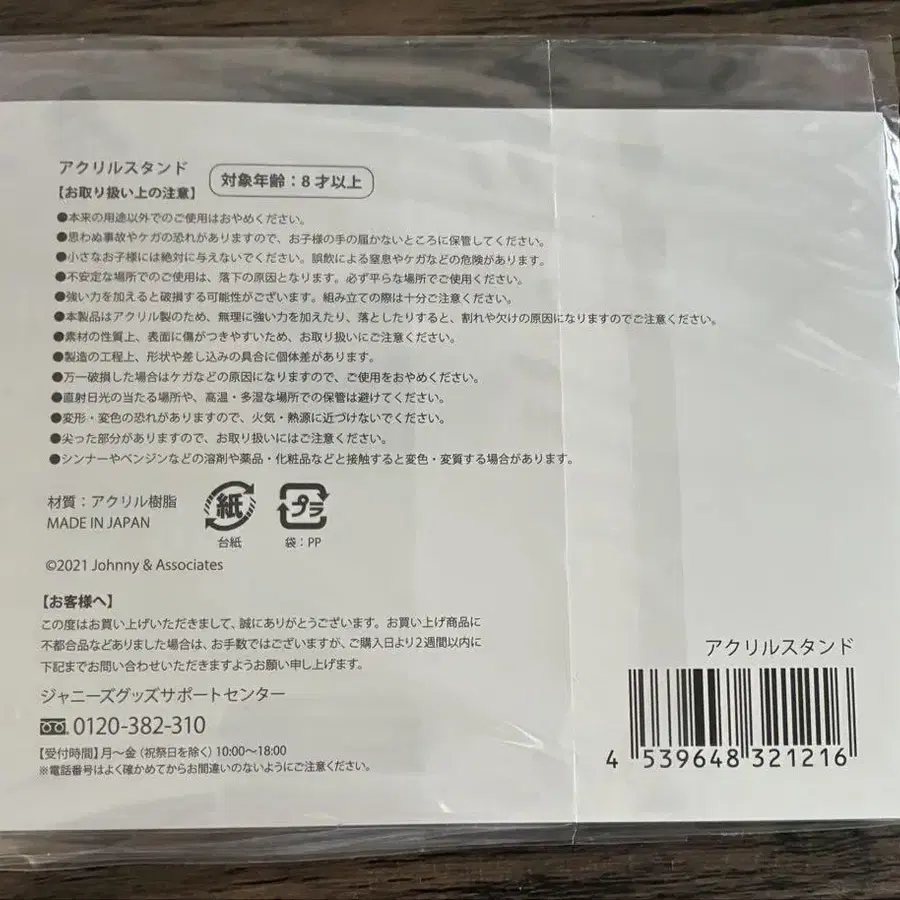 アクリルスタンド
【お取り扱い上の注意】
対象年齢：8才以上
●本来の用途以外でのご使用はおやめください。
●思わぬ事故やケガの恐れがありますので、お子様の手の届かないところに保管してください。
●小さなお子様には絶対に与えないでください。誤飲による窒息やケガなどの危険があります。
●不安定な場所でのご使用は、落下の原因となります。必ず平らな場所でご使用ください。
●強い力を加えると破損する可能性がございます。組み立ての際は十分ご注意ください。
●本製品はアクリル製のため、無理に強い力を加えたり、落としたりすると、割れや欠けの原因になりますのでご注意ください。
●素材の性質上、表面に傷がつきやすいため、お取り扱いにご注意ください。
●製造の工程上、形状や差し込みの具合に個体差があります。
●万一破損した場合はケガなどの原因になりますので、ご使用をおやめください。
●直射日光の当たる場所や、高温・多湿な場所での保管は避けてください。
●変形・変色の恐れがありますので、火気・熱源に近づけないでください。
●尖った部分がありますので、お取り扱いにはご注意ください。
●シンナーやベンジンなどの溶剤や薬品・化粧品などと接触すると変色・変質する場合があります。
材質：アクリル樹脂
MADE IN JAPAN
紙
台紙
プラ
袋：PP
©2021 Johnny & Associates
【お客様へ】
この度はお買い上げいただきまして、誠にありがとうございます。お買い上げ商品に
不都合品などありました場合は、お手数ではございますが、ご購入日より2週間以内に
下記までお問い合わせいただきますようお願い申し上げます。
ジャニーズグッズサポートセンター
0120-382-310
【受付時間】月～金（祝祭日を除く）10:00～18:00
※電話番号はよく確かめてからお間違いのないようにご注意ください。
アクリルスタンド
4 539648 321216